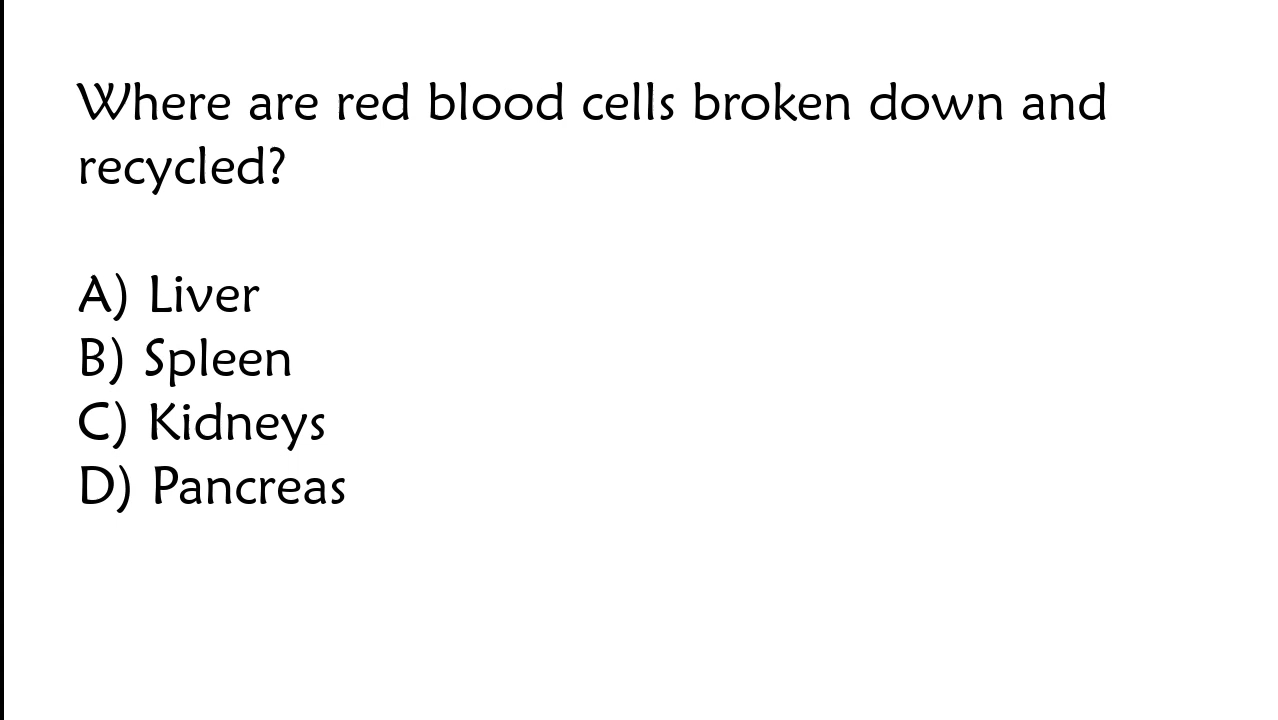 Where are red blood cells broken down and
recycled?
A) Liver
B) Spleen
C) Kidneys
D) Pancreas